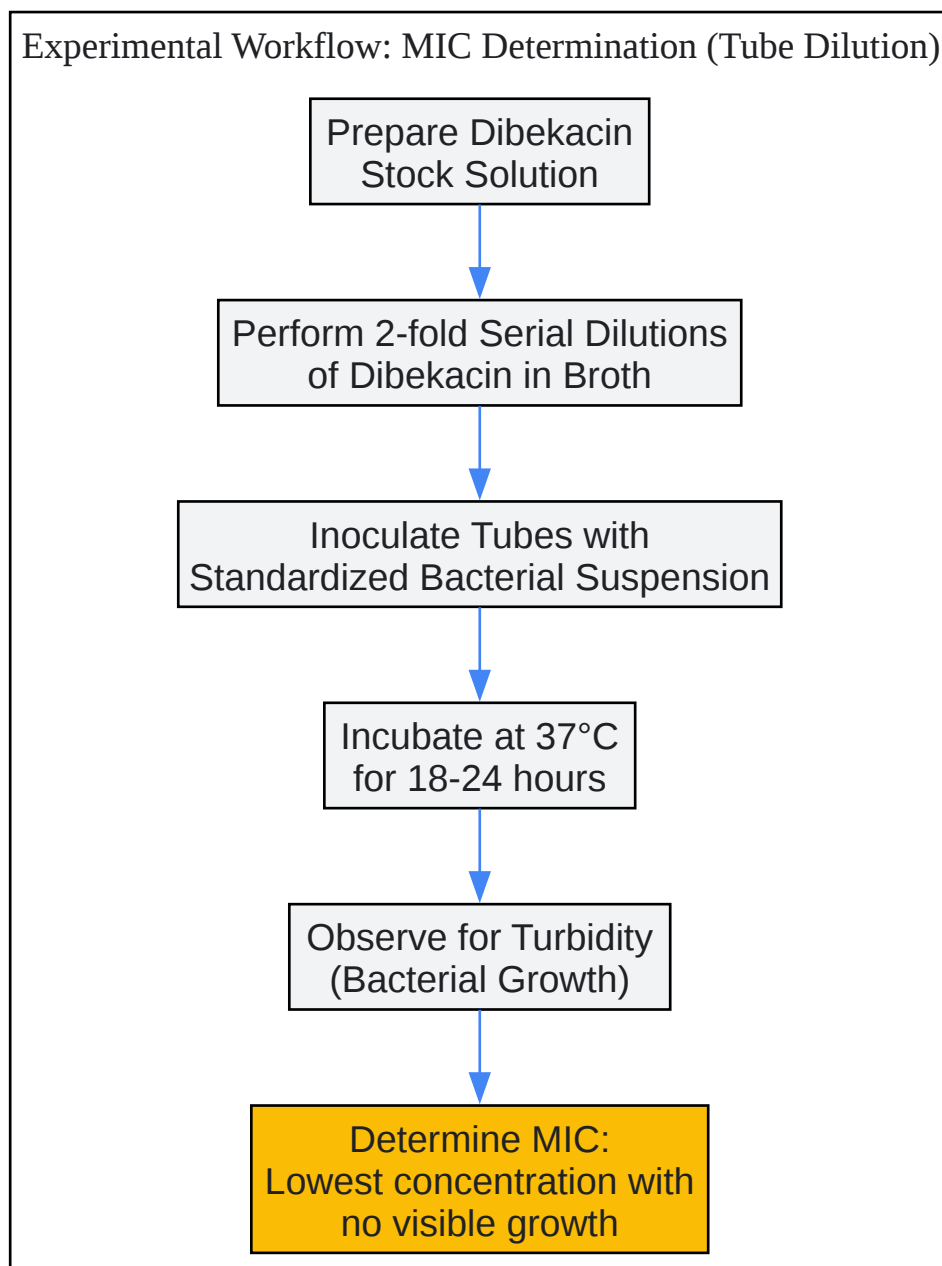 Experimental Workflow: MIC Determination (Tube Dilution)
Prepare Dibekacin
Stock Solution
Perform 2-fold Serial Dilutions
of Dibekacin in Broth
Inoculate Tubes with
Standardized Bacterial Suspension
Incubate at 37°C
for 18-24 hours
Observe for Turbidity
(Bacterial Growth)
Determine MIC:
Lowest concentration with
no visible growth